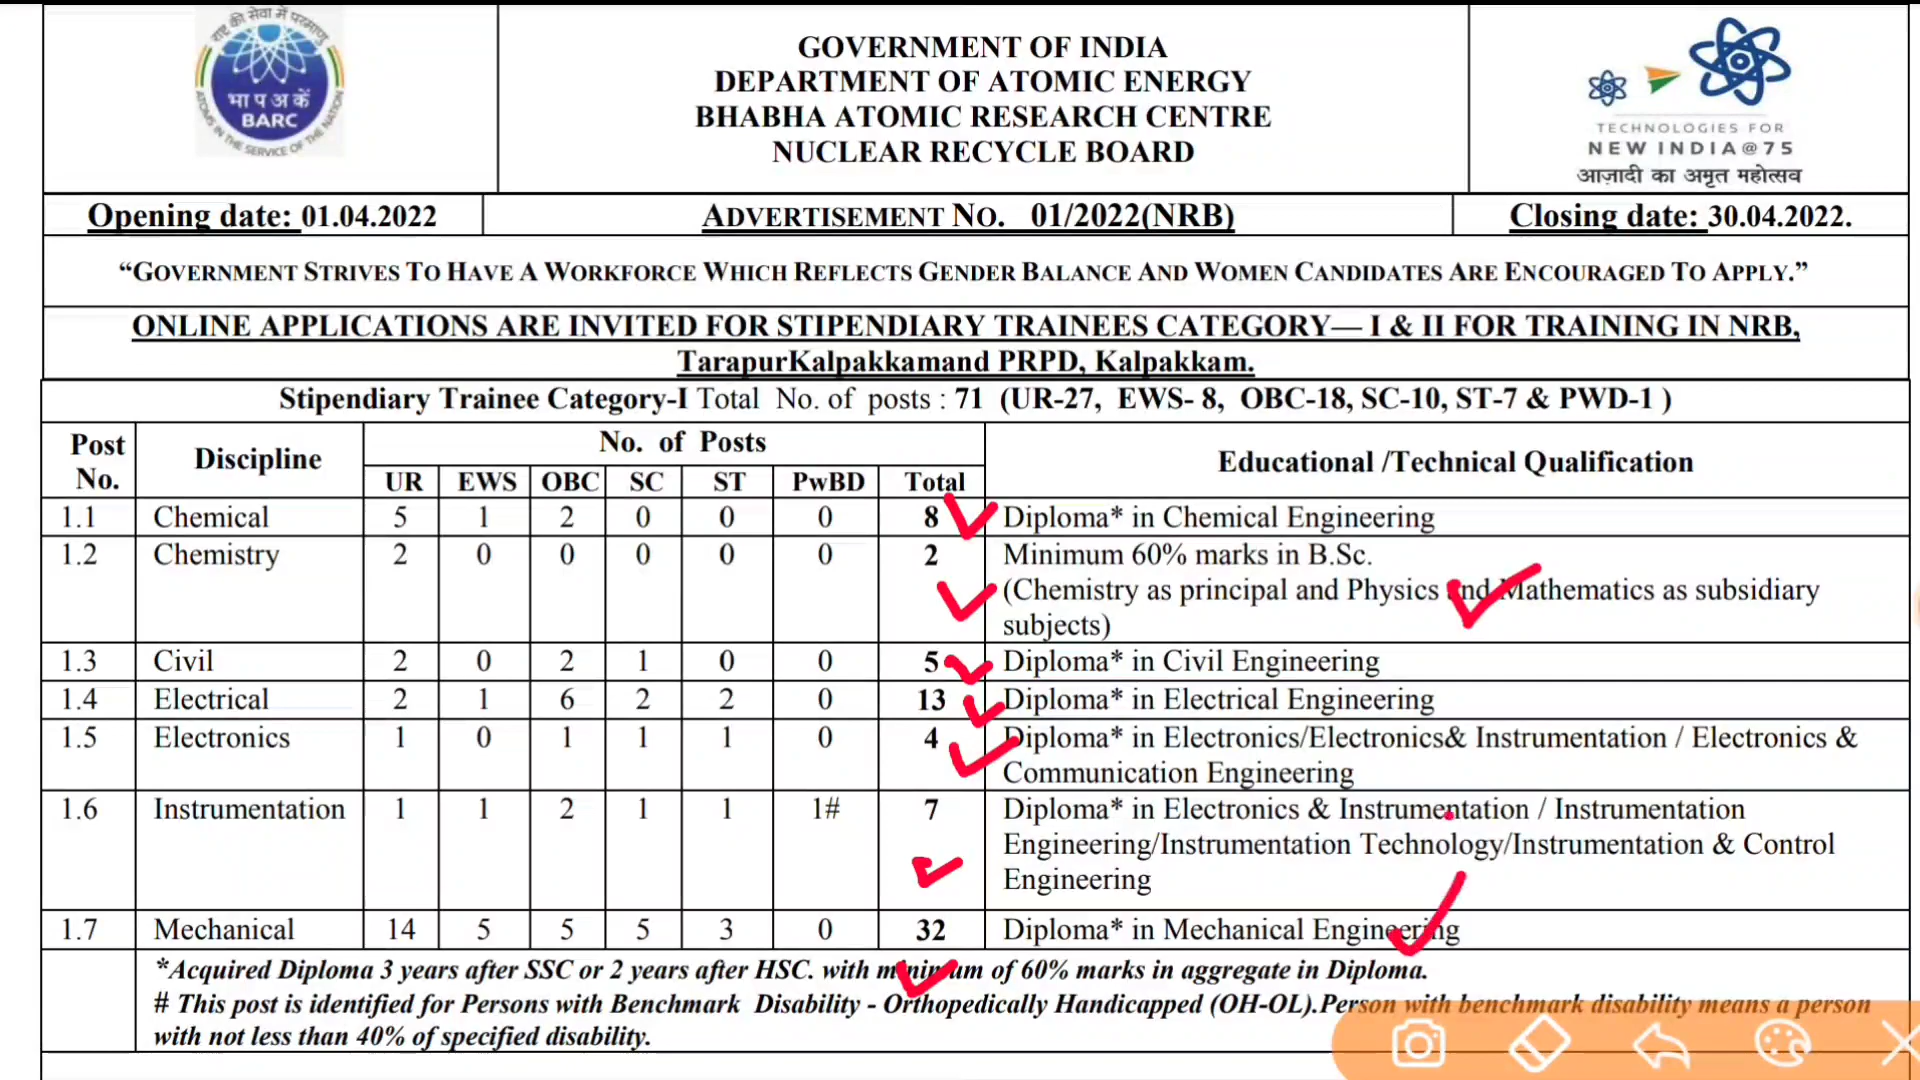 राष्ट्र की सेवा में परमाणु
भा प अ कें
BARC
ATOMS IN THE SERVICE OF THE NATION
GOVERNMENT OF INDIA
DEPARTMENT OF ATOMIC ENERGY
BHABHA ATOMIC RESEARCH CENTRE
NUCLEAR RECYCLE BOARD
TECHNOLOGIES FOR
NEW INDIA@75
आज़ादी का अमृत महोत्सव
Opening date: 01.04.2022 ADVERTISEMENT NO. 01/2022(NRB) Closing date: 30.04.2022.
“GOVERNMENT STRIVES TO HAVE A WORKFORCE WHICH REFLECTS GENDER BALANCE AND WOMEN CANDIDATES ARE ENCOURAGED TO APPLY.”
ONLINE APPLICATIONS ARE INVITED FOR STIPENDIARY TRAINEES CATEGORY— I & II FOR TRAINING IN NRB,
TarapurKalpakkamand PRPD, Kalpakkam.
Stipendiary Trainee Category-I Total No. of posts : 71 (UR-27, EWS- 8, OBC-18, SC-10, ST-7 & PWD-1 )
Post No. Discipline No. of Posts Educational /Technical Qualification
UR EWS OBC SC ST PwBD Total
1.1 Chemical 5 1 2 0 0 0 8 Diploma* in Chemical Engineering
1.2 Chemistry 2 0 0 0 0 0 2 Minimum 60% marks in B.Sc.
(Chemistry as principal and Physics and Mathematics as subsidiary
subjects)
1.3 Civil 2 0 2 1 0 0 5 Diploma* in Civil Engineering
1.4 Electrical 2 1 6 2 2 0 13 Diploma* in Electrical Engineering
1.5 Electronics 1 0 1 1 1 0 4 Diploma* in Electronics/Electronics& Instrumentation / Electronics &
Communication Engineering
1.6 Instrumentation 1 1 2 1 1 1# 7 Diploma* in Electronics & Instrumentation / Instrumentation
Engineering/Instrumentation Technology/Instrumentation & Control
Engineering
1.7 Mechanical 14 5 5 5 3 0 32 Diploma* in Mechanical Engineering
*Acquired Diploma 3 years after SSC or 2 years after HSC. with minimum of 60% marks in aggregate in Diploma.
# This post is identified for Persons with Benchmark Disability - Orthopedically Handicapped (OH-OL).Person with benchmark disability means a person
with not less than 40% of specified disability.